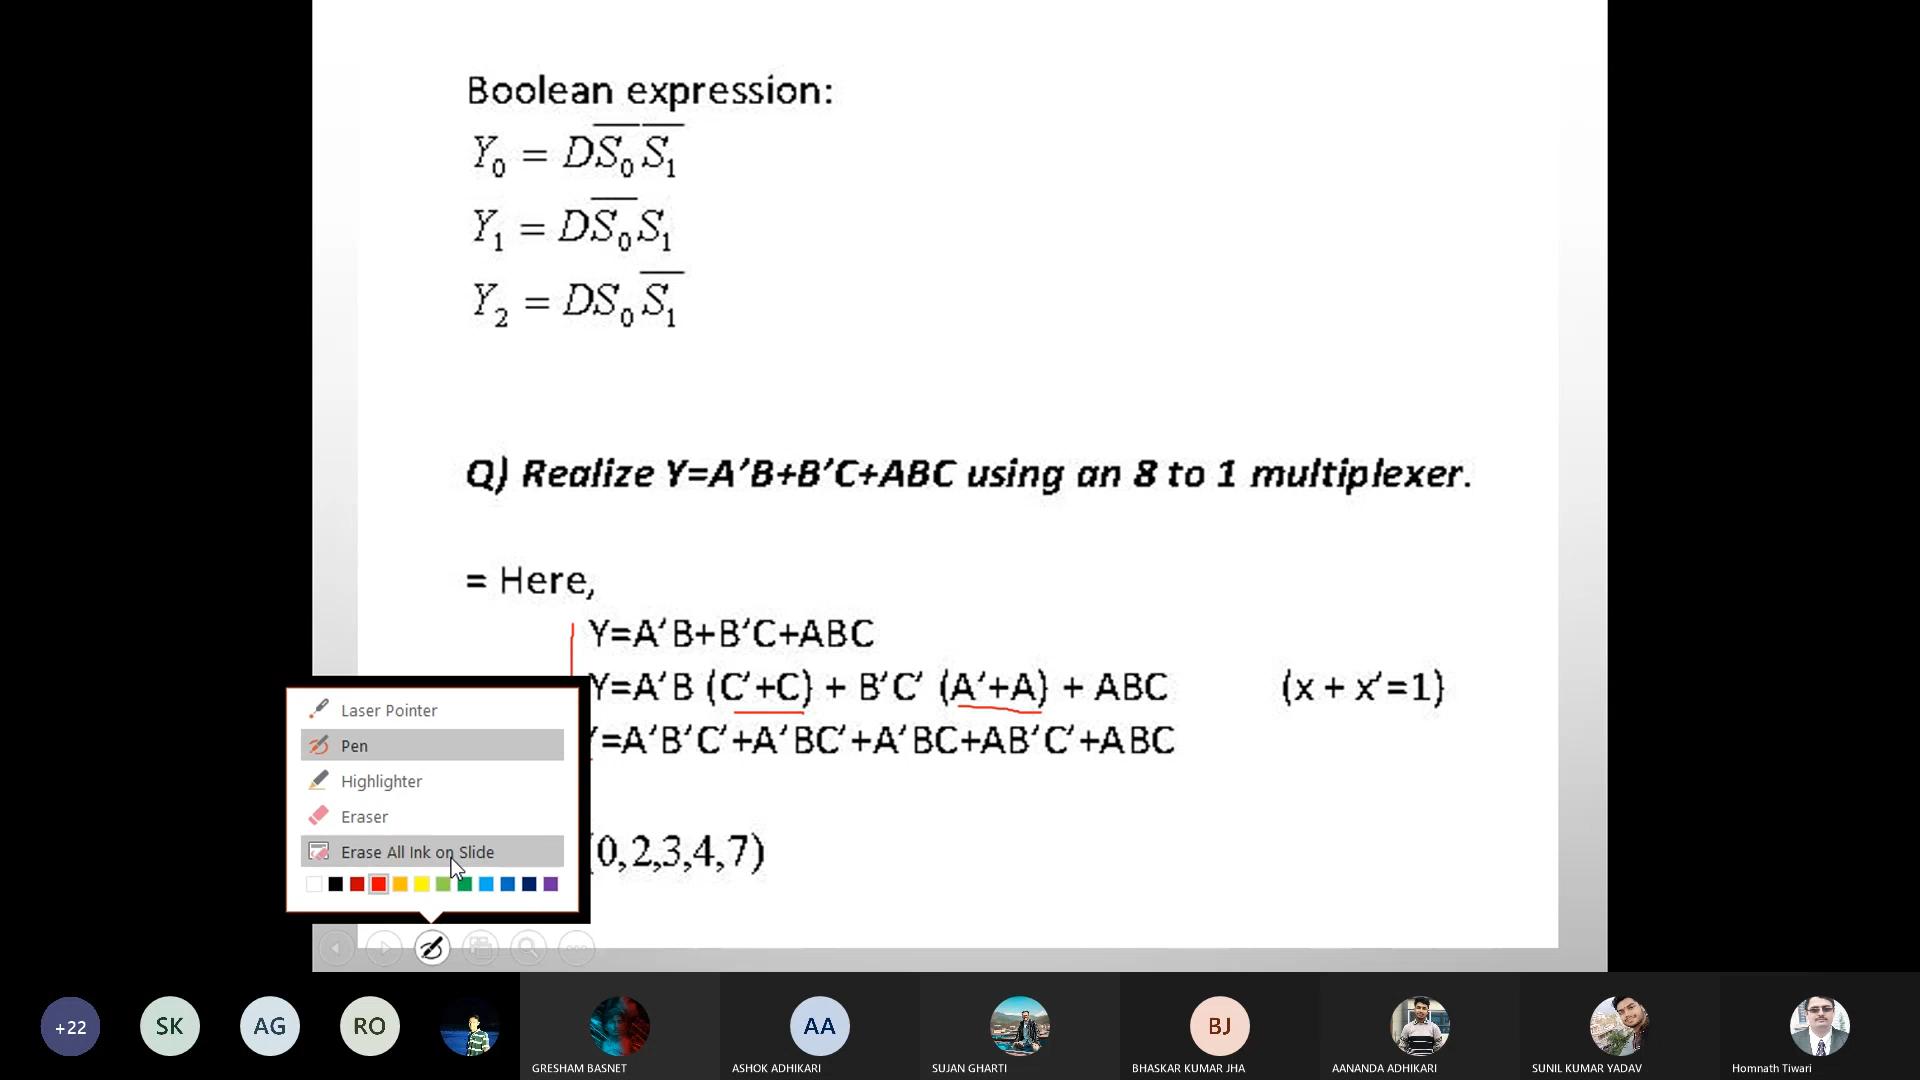 Boolean expression:
Y₀ = DS̅₀S̅₁
Y₁ = DS̅₀S₁
Y₂ = DS₀S̅₁
Q) Realize Y=A′B+B′C+ABC using an 8 to 1 multiplexer.
= Here,
Y=A′B+B′C+ABC
Y=A′B (C′+C) + B′C′ (A′+A) + ABC (x + x′=1)
Y=A′B′C′+A′BC′+A′BC+AB′C′+ABC
(0,2,3,4,7)
Laser Pointer
Pen
Highlighter
Eraser
Erase All Ink on Slide
+22
SK
AG
RO
AA
BJ
GRESHAM BASNET
ASHOK ADHIKARI
SUJAN GHARTI
BHASKAR KUMAR JHA
AANANDA ADHIKARI
SUNIL KUMAR YADAV
Homnath Tiwari